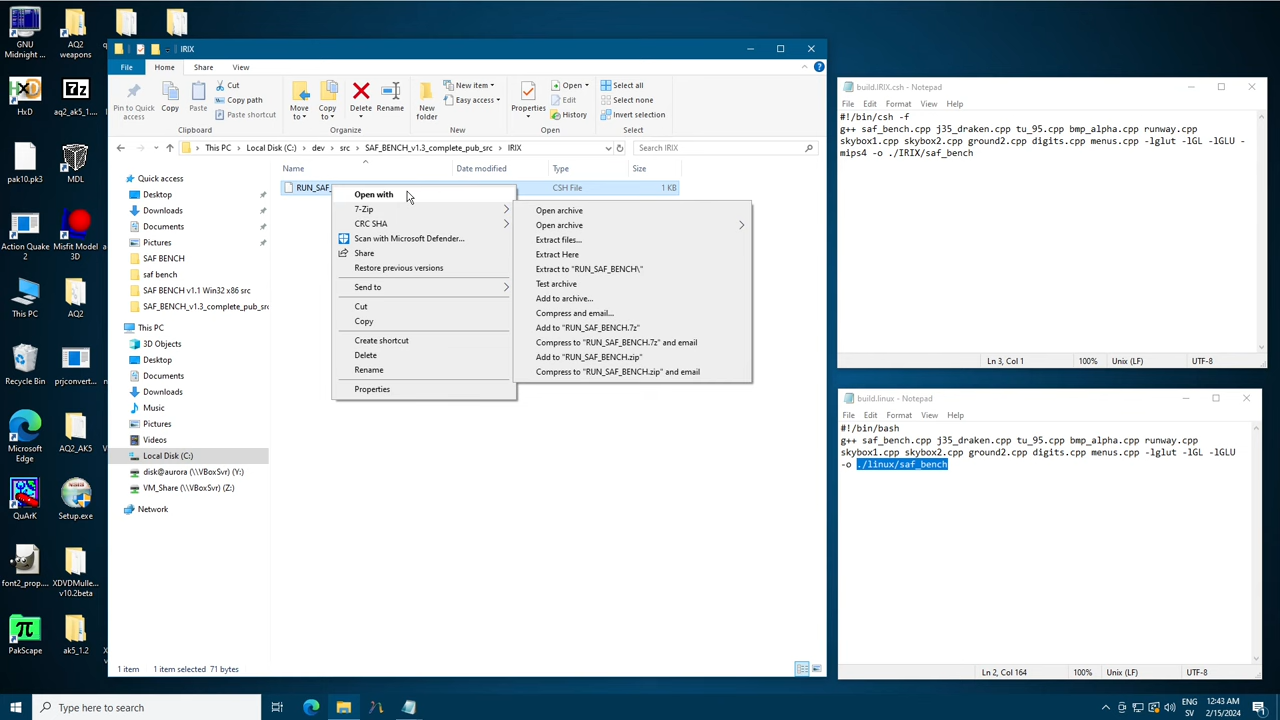 GNU
Midnight ...
AQ2
weapons
HxD
aq2_ak5_1....
pak10.pk3
MDL
Action Quake
2
Misfit Model
3D
This PC
AQ2
Recycle Bin
prjconvert...
Microsoft
Edge
AQ2_AK5
QuArK
Setup.exe
font2_prop....
XDVDMulle...
v10.2beta
PakScape
ak5_1.2
IRIX
File
Home
Share
View
Pin to Quick
access
Copy
Paste
Cut
Copy path
Paste shortcut
Clipboard
Move
to
Copy
to
Delete
Rename
Organize
New
folder
New item
Easy access
New
Properties
Open
Edit
History
Open
Select all
Select none
Invert selection
Select
This PC > Local Disk (C:) > dev > src > SAF_BENCH_v1.3_complete_pub_src > IRIX
Search IRIX
Name
Date modified
Type
Size
RUN_SAF_
CSH File
1 KB
Quick access
Desktop
Downloads
Documents
Pictures
SAF BENCH
saf bench
SAF BENCH v1.1 Win32 x86 src
SAF_BENCH_v1.3_complete_pub_src
This PC
3D Objects
Desktop
Documents
Downloads
Music
Pictures
Videos
Local Disk (C:)
disk@aurora (\\VBoxSvr) (Y:)
VM_Share (\\VBoxSvr) (Z:)
Network
Open with
7-Zip
CRC SHA
Scan with Microsoft Defender...
Share
Restore previous versions
Send to
Cut
Copy
Create shortcut
Delete
Rename
Properties
Open archive
Open archive
Extract files...
Extract Here
Extract to "RUN_SAF_BENCH\"
Test archive
Add to archive...
Compress and email...
Add to "RUN_SAF_BENCH.7z"
Compress to "RUN_SAF_BENCH.7z" and email
Add to "RUN_SAF_BENCH.zip"
Compress to "RUN_SAF_BENCH.zip" and email
1 item
1 item selected 71 bytes
build.IRIX.csh - Notepad
File Edit Format View Help
#!/bin/csh -f
g++ saf_bench.cpp j35_draken.cpp tu_95.cpp bmp_alpha.cpp runway.cpp
skybox1.cpp skybox2.cpp ground2.cpp digits.cpp menus.cpp -lglut -lGL -lGLU -
mips4 -o ./IRIX/saf_bench
Ln 3, Col 1
100%
Unix (LF)
UTF-8
build.linux - Notepad
File Edit Format View Help
#!/bin/bash
g++ saf_bench.cpp j35_draken.cpp tu_95.cpp bmp_alpha.cpp runway.cpp
skybox1.cpp skybox2.cpp ground2.cpp digits.cpp menus.cpp -lglut -lGL -lGLU
-o ./linux/saf_bench
Ln 2, Col 164
100%
Unix (LF)
UTF-8
Type here to search
ENG
SV
12:43 AM
2/15/2024
1